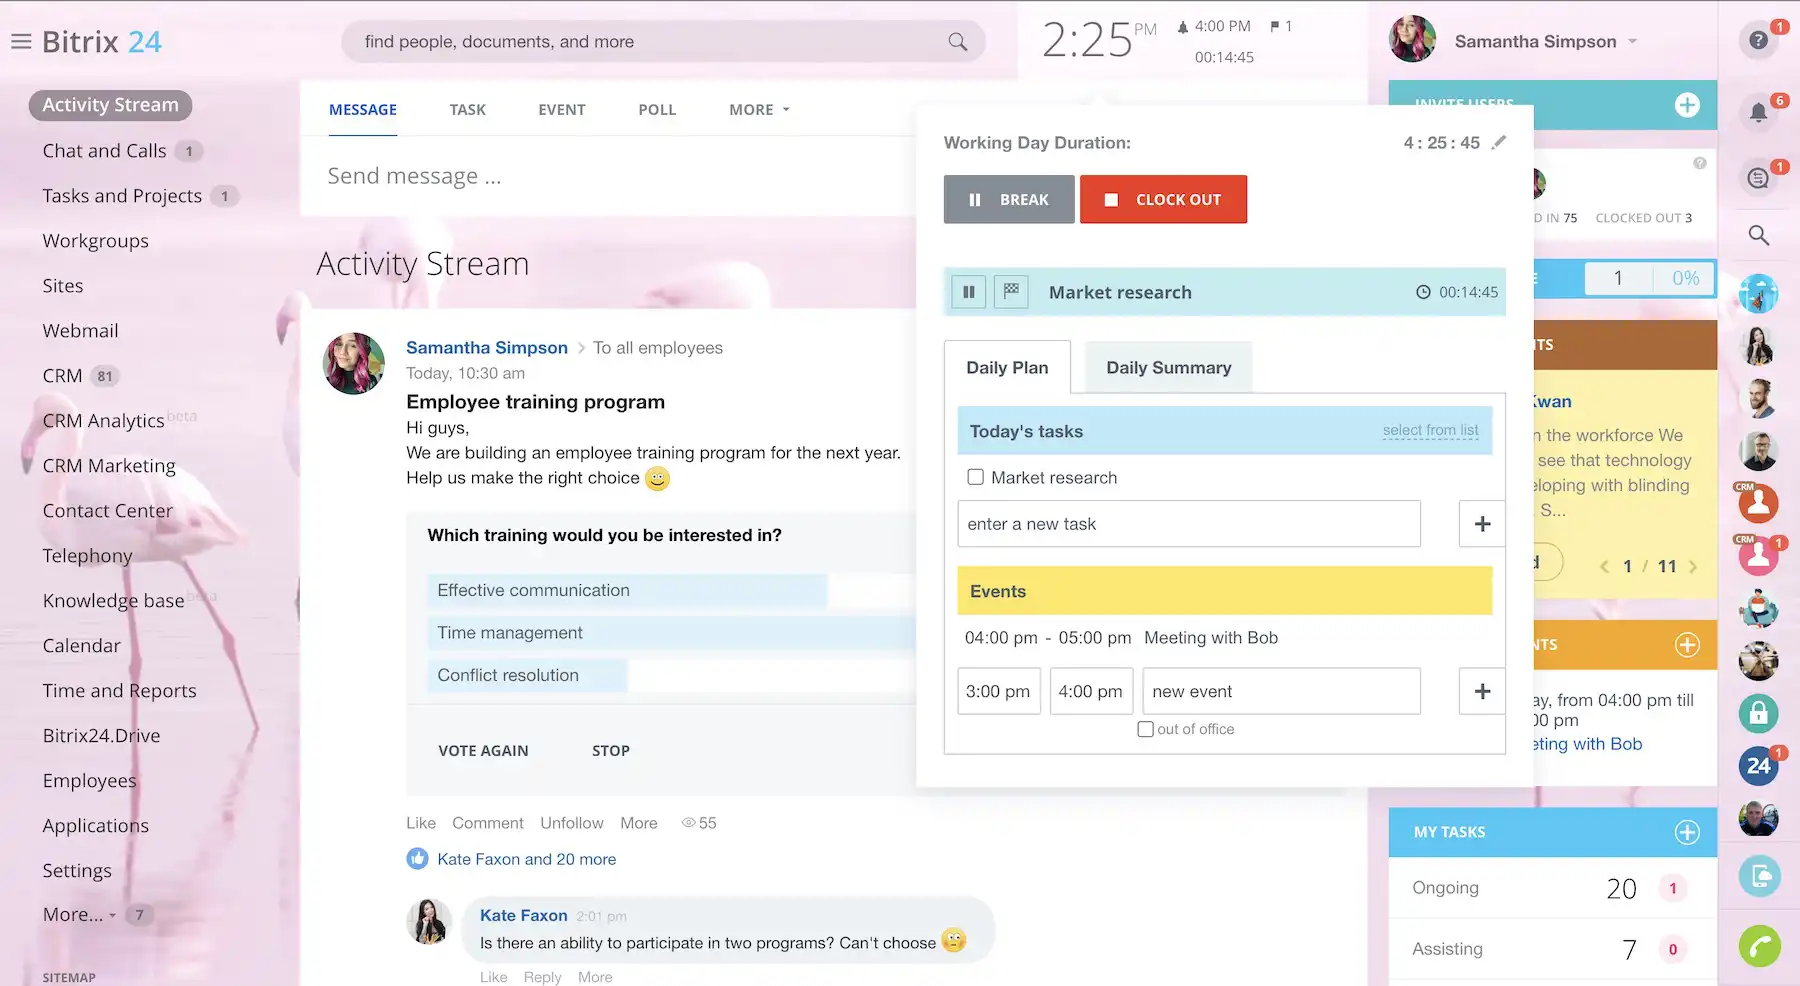 Bitrix 24
find people, documents, and more
2:25 PM
4:00 PM
1
00:14:45
Samantha Simpson
1
Activity Stream
Chat and Calls 1
Tasks and Projects 1
Workgroups
Sites
Webmail
CRM 81
CRM Analytics beta
CRM Marketing
Contact Center
Telephony
Knowledge base beta
Calendar
Time and Reports
Bitrix24.Drive
Employees
Applications
Settings
More... 7
SITEMAP
MESSAGE TASK EVENT POLL MORE
Send message ...
Activity Stream
Samantha Simpson > To all employees
Today, 10:30 am
Employee training program
Hi guys,
We are building an employee training program for the next year.
Help us make the right choice
Which training would you be interested in?
Effective communication
Time management
Conflict resolution
VOTE AGAIN STOP
Like Comment Unfollow More 55
Kate Faxon and 20 more
Kate Faxon 2:01 pm
Is there an ability to participate in two programs? Can't choose
Like Reply More
Working Day Duration: 4 : 25 : 45
BREAK CLOCK OUT
Market research 00:14:45
Daily Plan Daily Summary
Today's tasks select from list
Market research
enter a new task +
Events
04:00 pm - 05:00 pm Meeting with Bob
3:00 pm 4:00 pm new event +
out of office
INVITE USERS
D IN 75 CLOCKED OUT 3
E 1 0%
TS
Kwan
n the workforce We
see that technology
loping with blinding
S...
d
1 / 11
NTS
ay, from 04:00 pm till
00 pm
eting with Bob
MY TASKS
Ongoing 20 1
Assisting 7 0
6
1
CRM
CRM 1
24 1